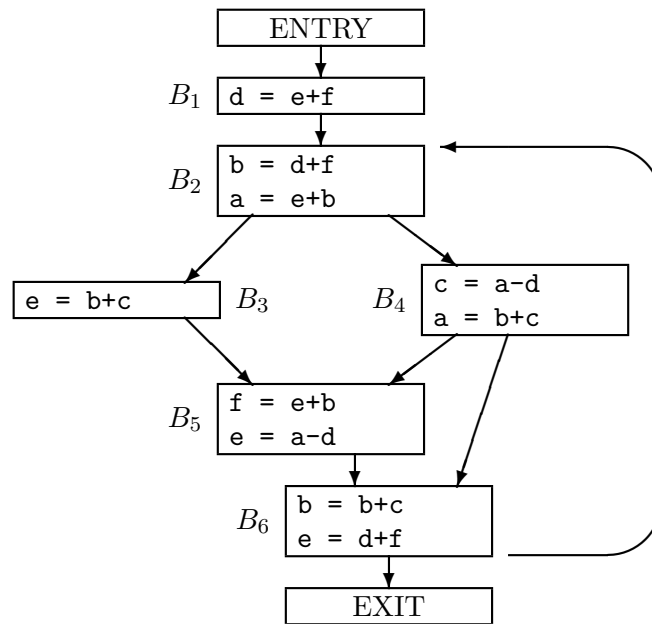 ENTRY
B1
d = e+f
B2
b = d+f
a = e+b
e = b+c
B3
B4
c = a-d
a = b+c
B5
f = e+b
e = a-d
B6
b = b+c
e = d+f
EXIT